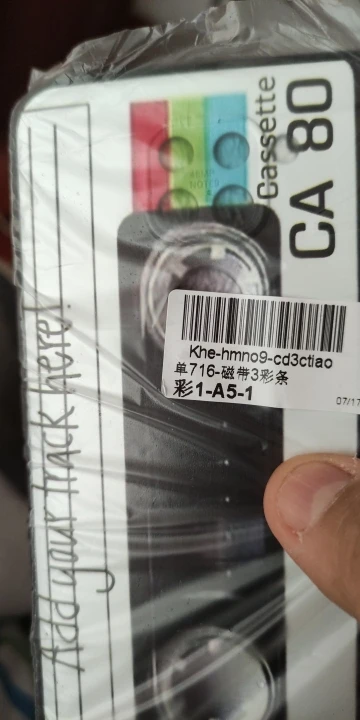 Add your track here!
Cassette
CA 80
Khe-hmno9-cd3ctiao
单716-磁带3彩条
彩1-A5-1
07/17